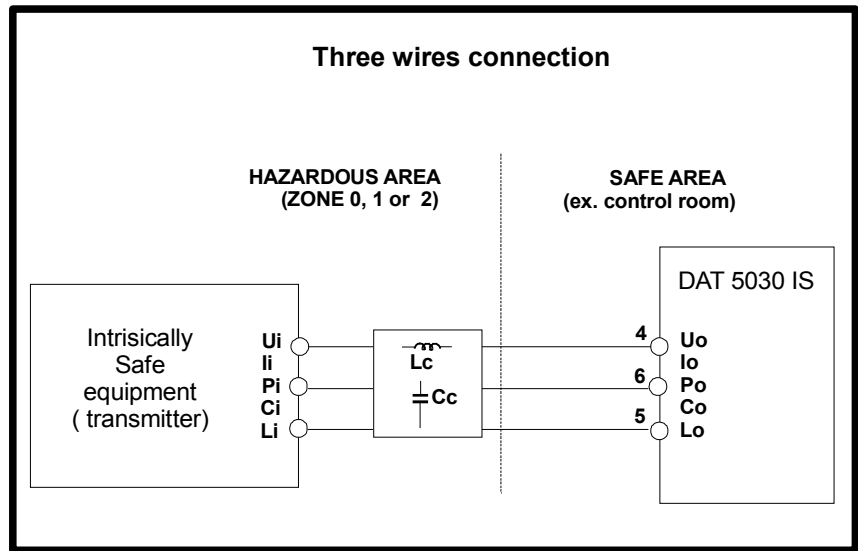 Three wires connection
HAZARDOUS AREA
(ZONE 0, 1 or 2)
SAFE AREA
(ex. control room)
DAT 5030 IS
Intrisically
Safe
equipment
( transmitter)
Ui
Ii
Pi
Ci
Li
Lc
Cc
4
6
5
Uo
Io
Po
Co
Lo